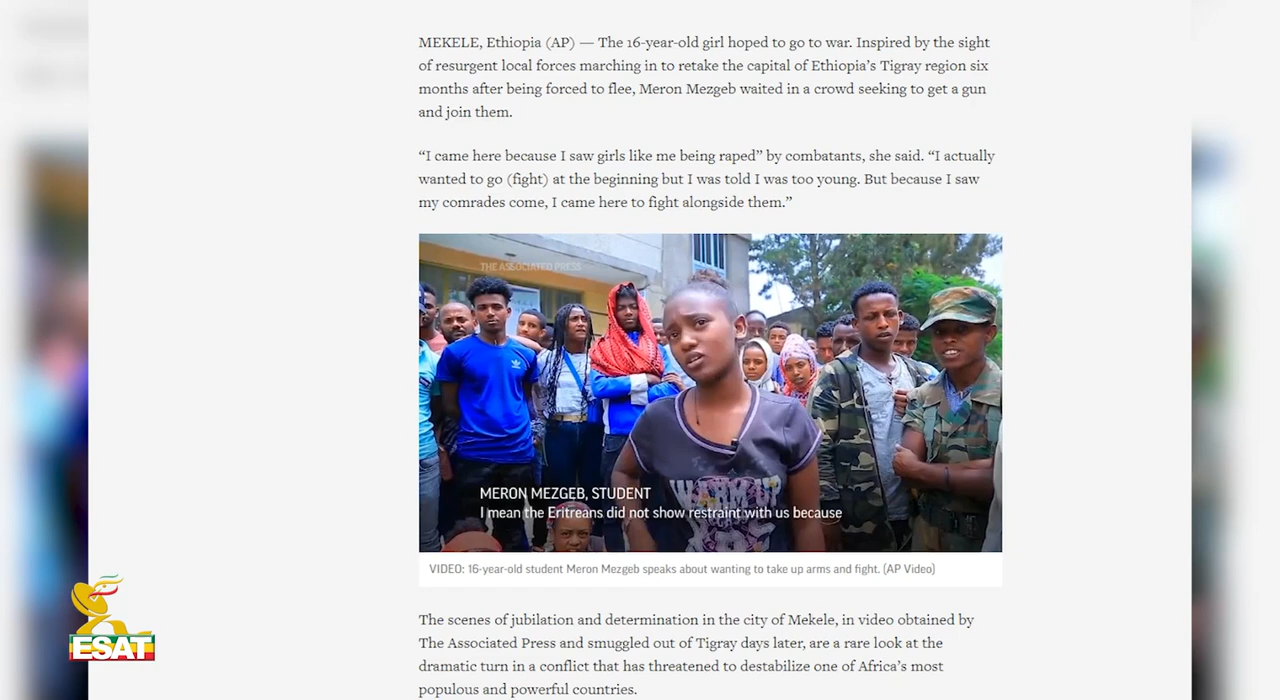 MEKELE, Ethiopia (AP) — The 16-year-old girl hoped to go to war. Inspired by the sight
of resurgent local forces marching in to retake the capital of Ethiopia’s Tigray region six
months after being forced to flee, Meron Mezgeb waited in a crowd seeking to get a gun
and join them.
“I came here because I saw girls like me being raped” by combatants, she said. “I actually
wanted to go (fight) at the beginning but I was told I was too young. But because I saw
my comrades come, I came here to fight alongside them.”
THE ASSOCIATED PRESS
WARM UP
MERON MEZGEB, STUDENT
I mean the Eritreans did not show restraint with us because
VIDEO: 16-year-old student Meron Mezgeb speaks about wanting to take up arms and fight. (AP Video)
ESAT
The scenes of jubilation and determination in the city of Mekele, in video obtained by
The Associated Press and smuggled out of Tigray days later, are a rare look at the
dramatic turn in a conflict that has threatened to destabilize one of Africa’s most
populous and powerful countries.